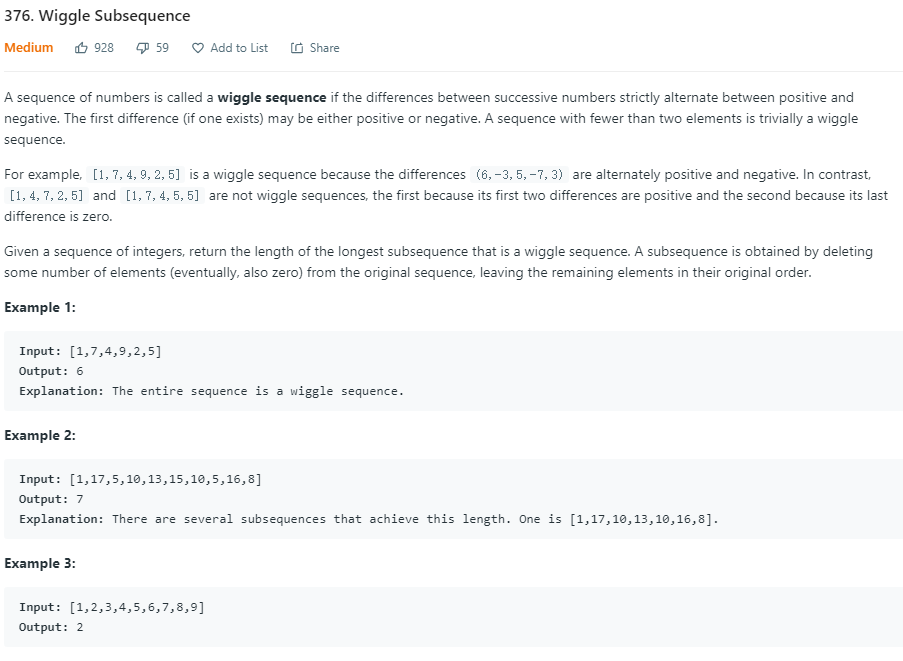 376. Wiggle Subsequence
Medium 928 59 Add to List Share
A sequence of numbers is called a wiggle sequence if the differences between successive numbers strictly alternate between positive and
negative. The first difference (if one exists) may be either positive or negative. A sequence with fewer than two elements is trivially a wiggle
sequence.
For example, [1,7,4,9,2,5] is a wiggle sequence because the differences (6,-3,5,-7,3) are alternately positive and negative. In contrast,
[1,4,7,2,5] and [1,7,4,5,5] are not wiggle sequences, the first because its first two differences are positive and the second because its last
difference is zero.
Given a sequence of integers, return the length of the longest subsequence that is a wiggle sequence. A subsequence is obtained by deleting
some number of elements (eventually, also zero) from the original sequence, leaving the remaining elements in their original order.
Example 1:
Input: [1,7,4,9,2,5]
Output: 6
Explanation: The entire sequence is a wiggle sequence.
Example 2:
Input: [1,17,5,10,13,15,10,5,16,8]
Output: 7
Explanation: There are several subsequences that achieve this length. One is [1,17,10,13,10,16,8].
Example 3:
Input: [1,2,3,4,5,6,7,8,9]
Output: 2